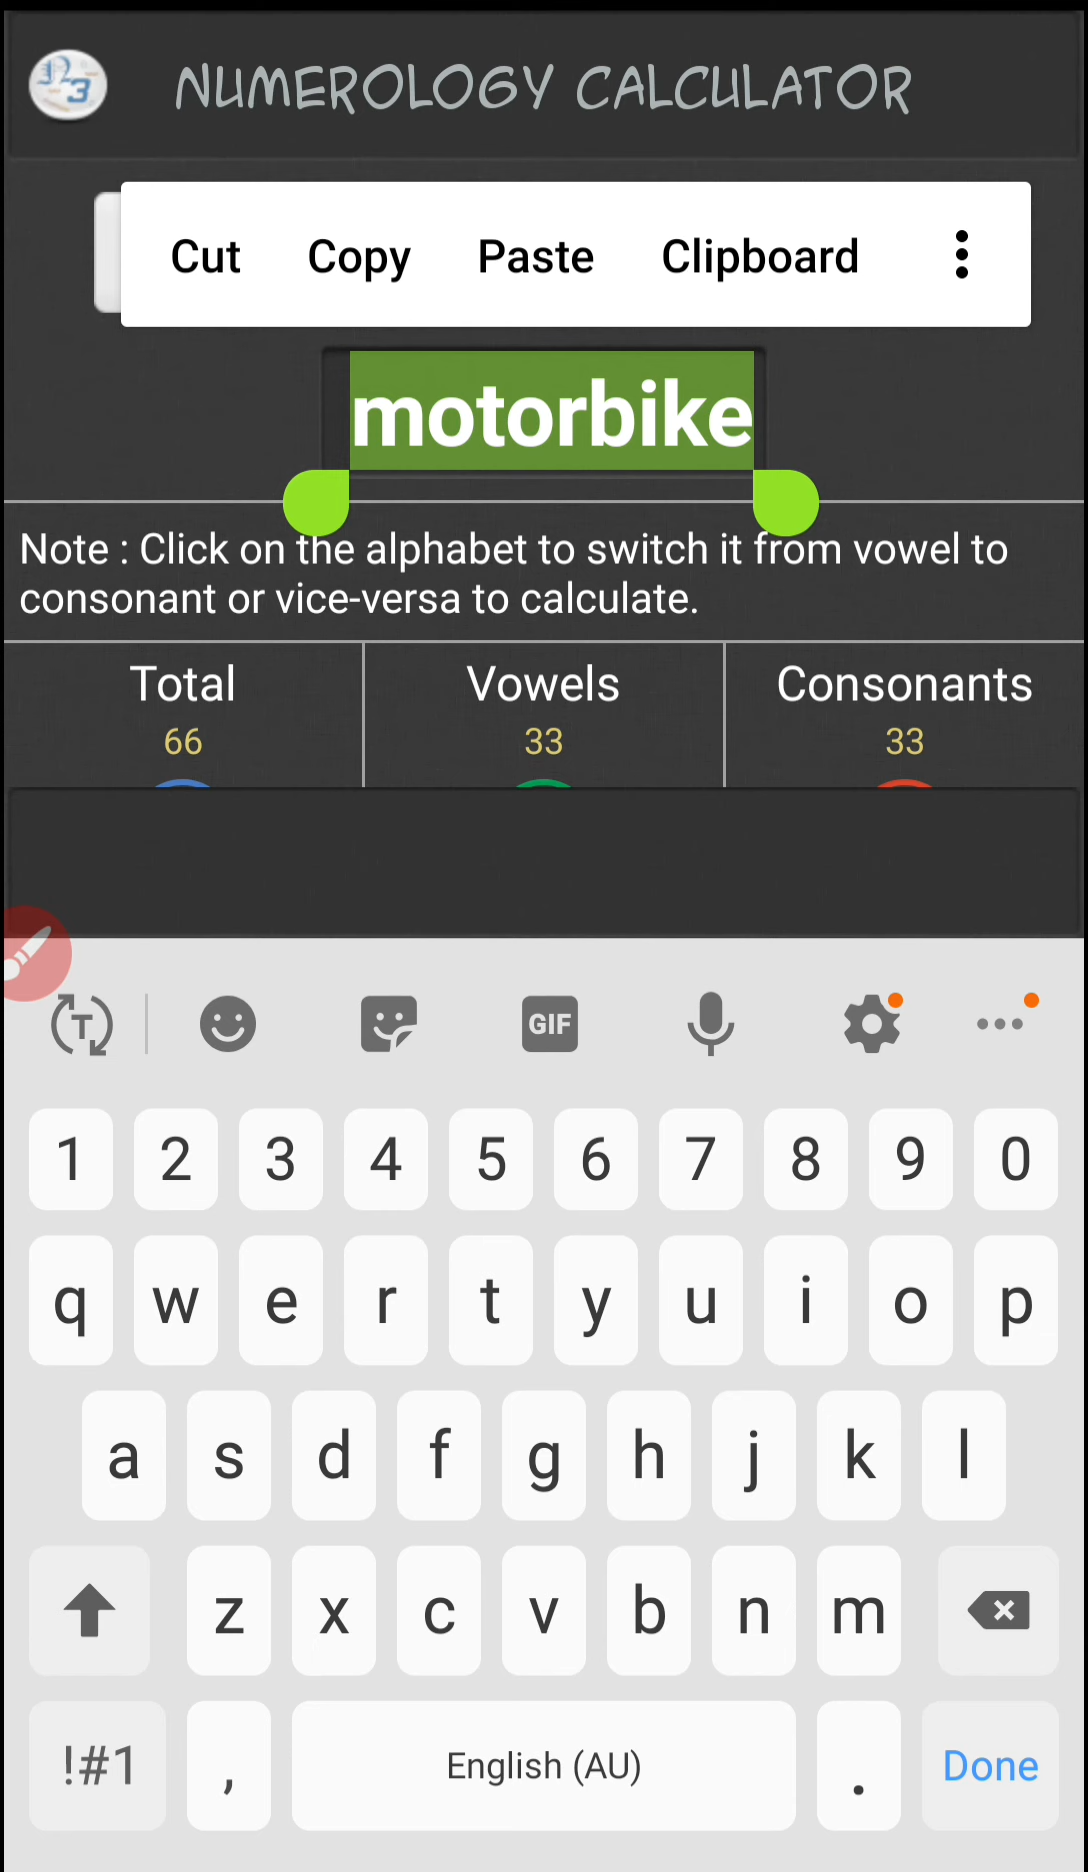 NUMEROLOGY CALCULATOR
Cut Copy Paste Clipboard
motorbike
Note : Click on the alphabet to switch it from vowel to
consonant or vice-versa to calculate.
Total Vowels Consonants
66 33 33
T GIF
1 2 3 4 5 6 7 8 9 0
q w e r t y u i o p
a s d f g h j k l
z x c v b n m
!#1 , English (AU) . Done